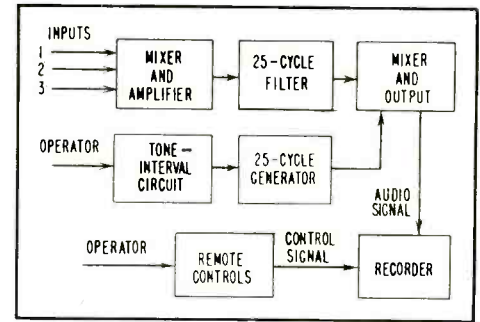 INPUTS
1
2
3
MIXER
AND
AMPLIFIER
25-CYCLE
FILTER
MIXER
AND
OUTPUT
OPERATOR
TONE-
INTERVAL
CIRCUIT
25-CYCLE
GENERATOR
AUDIO
SIGNAL
OPERATOR
REMOTE
CONTROLS
CONTROL
SIGNAL
RECORDER